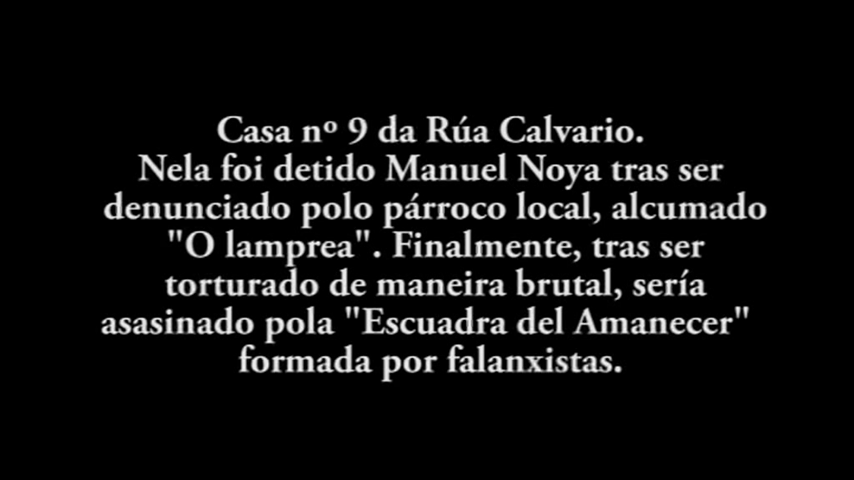 Casa nº 9 da Rúa Calvario.
Nela foi detido Manuel Noya tras ser
denunciado polo párroco local, alcumado
"O lamprea". Finalmente, tras ser
torturado de maneira brutal, sería
asasinado pola "Escuadra del Amanecer"
formada por falanxistas.